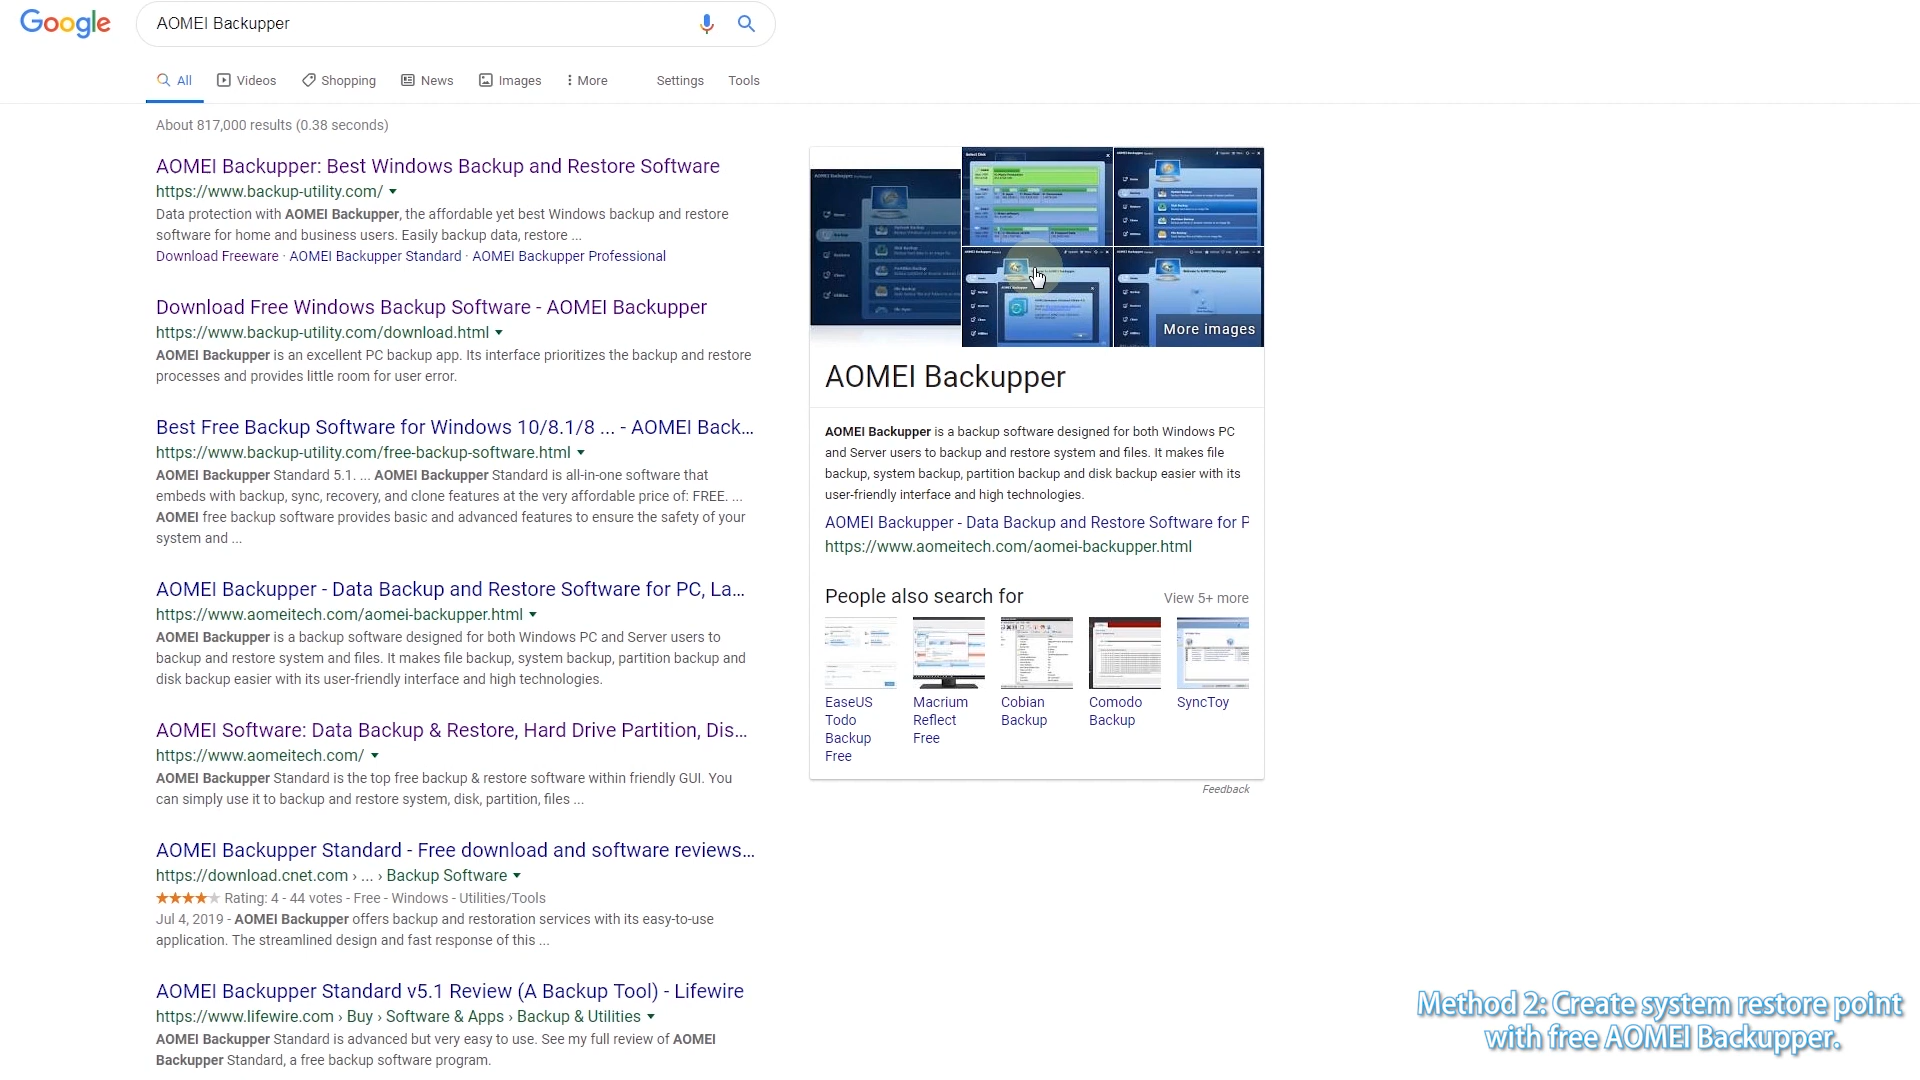 Google
AOMEI Backupper
All
Videos
Shopping
News
Images
More
Settings
Tools
About 817,000 results (0.38 seconds)
AOMEI Backupper: Best Windows Backup and Restore Software
https://www.backup-utility.com/
Data protection with AOMEI Backupper, the affordable yet best Windows backup and restore
software for home and business users. Easily backup data, restore ...
Download Freeware · AOMEI Backupper Standard · AOMEI Backupper Professional
Download Free Windows Backup Software - AOMEI Backupper
https://www.backup-utility.com/download.html
AOMEI Backupper is an excellent PC backup app. Its interface prioritizes the backup and restore
processes and provides little room for user error.
Best Free Backup Software for Windows 10/8.1/8 ... - AOMEI Back...
https://www.backup-utility.com/free-backup-software.html
AOMEI Backupper Standard 5.1. ... AOMEI Backupper Standard is all-in-one software that
embeds with backup, sync, recovery, and clone features at the very affordable price of: FREE. ...
AOMEI free backup software provides basic and advanced features to ensure the safety of your
system and ...
AOMEI Backupper - Data Backup and Restore Software for PC, La...
https://www.aomeitech.com/aomei-backupper.html
AOMEI Backupper is a backup software designed for both Windows PC and Server users to
backup and restore system and files. It makes file backup, system backup, partition backup and
disk backup easier with its user-friendly interface and high technologies.
AOMEI Software: Data Backup & Restore, Hard Drive Partition, Dis...
https://www.aomeitech.com/
AOMEI Backupper Standard is the top free backup & restore software within friendly GUI. You
can simply use it to backup and restore system, disk, partition, files ...
AOMEI Backupper Standard - Free download and software reviews...
https://download.cnet.com › ... › Backup Software
Rating: 4 - 44 votes - Free - Windows - Utilities/Tools
Jul 4, 2019 - AOMEI Backupper offers backup and restoration services with its easy-to-use
application. The streamlined design and fast response of this ...
AOMEI Backupper Standard v5.1 Review (A Backup Tool) - Lifewire
https://www.lifewire.com › Buy › Software & Apps › Backup & Utilities
AOMEI Backupper Standard is advanced but very easy to use. See my full review of AOMEI
Backupper Standard, a free backup software program.
More images
AOMEI Backupper
AOMEI Backupper is a backup software designed for both Windows PC
and Server users to backup and restore system and files. It makes file
backup, system backup, partition backup and disk backup easier with its
user-friendly interface and high technologies.
AOMEI Backupper - Data Backup and Restore Software for P
https://www.aomeitech.com/aomei-backupper.html
People also search for
View 5+ more
EaseUS
Todo
Backup
Free
Macrium
Reflect
Free
Cobian
Backup
Comodo
Backup
SyncToy
Feedback
Method 2: Create system restore point
with free AOMEI Backupper.